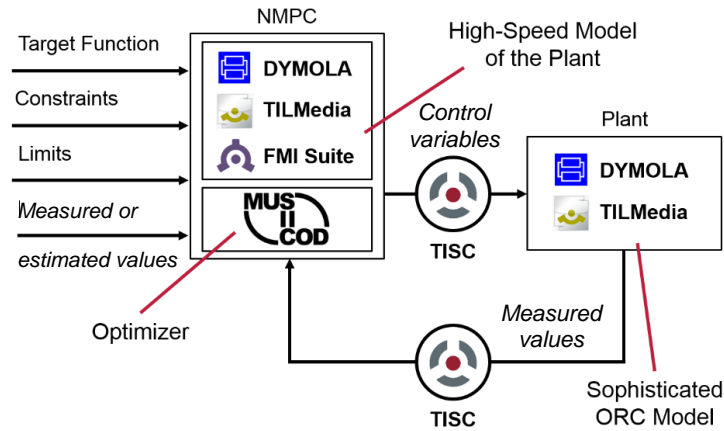 NMPC
Target Function
Constraints
Limits
Measured or
estimated values
DYMOLA
TILMedia
FMI Suite
MUS
II
COD
Optimizer
High-Speed Model
of the Plant
Control
variables
TISC
Plant
DYMOLA
TILMedia
Measured
values
TISC
Sophisticated
ORC Model